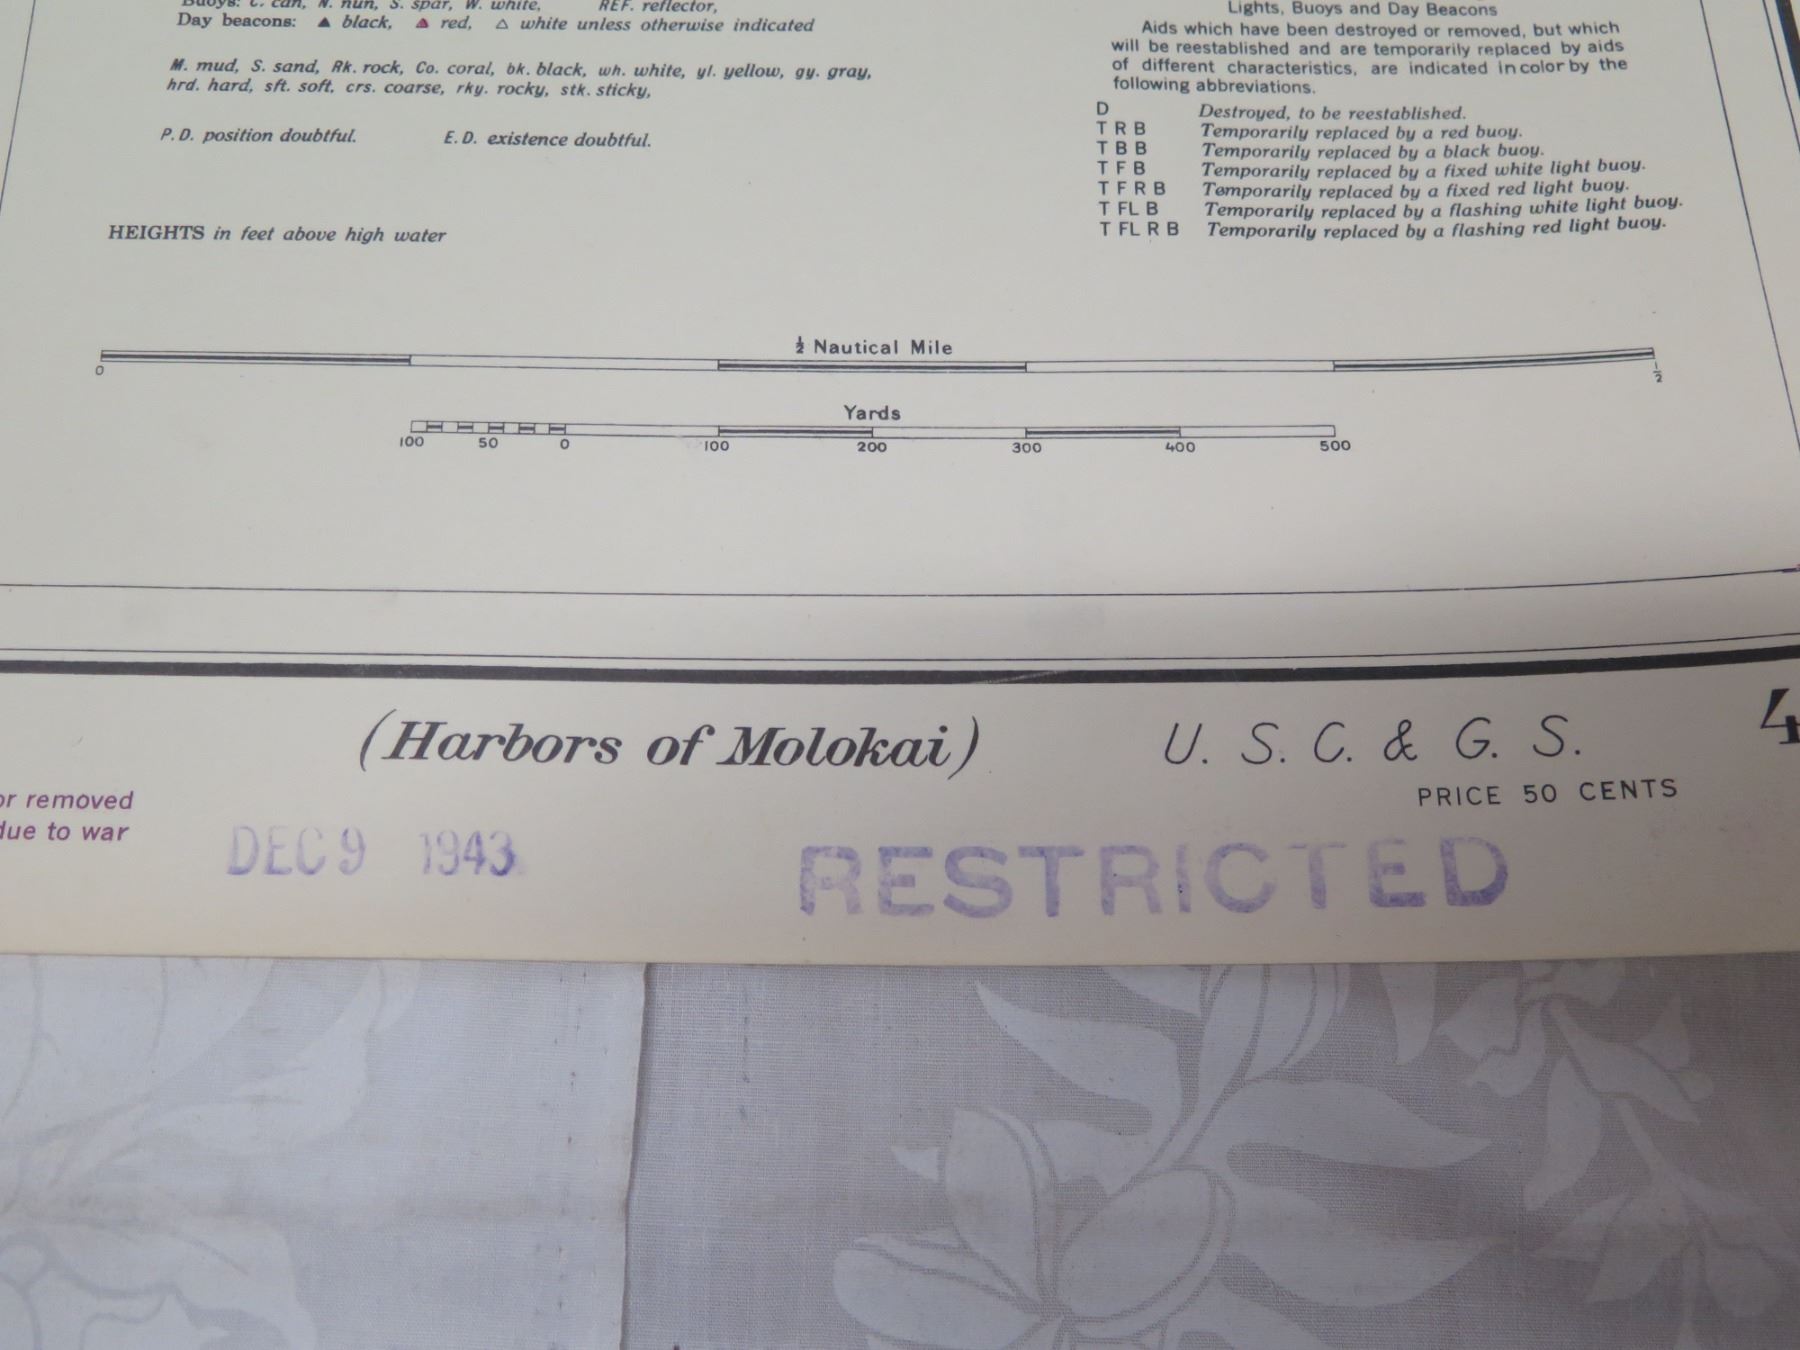 Buoys: C. can, N. nun, S. spar, W. white, REF. reflector,
Day beacons: ▲ black, ▲ red, △ white unless otherwise indicated
M. mud, S. sand, Rk. rock, Co. coral, bk. black, wh. white, yl. yellow, gy. gray,
hrd. hard, sft. soft, crs. coarse, rky. rocky, stk. sticky,
P.D. position doubtful. E.D. existence doubtful.
HEIGHTS in feet above high water
Lights, Buoys and Day Beacons
Aids which have been destroyed or removed, but which
will be reestablished and are temporarily replaced by aids
of different characteristics, are indicated in color by the
following abbreviations.
D Destroyed, to be reestablished.
T R B Temporarily replaced by a red buoy.
T B B Temporarily replaced by a black buoy.
T F B Temporarily replaced by a fixed white light buoy.
T F R B Temporarily replaced by a fixed red light buoy.
T FL B Temporarily replaced by a flashing white light buoy.
T FL R B Temporarily replaced by a flashing red light buoy.
½ Nautical Mile
0 ½
Yards
100 50 0 100 200 300 400 500
(Harbors of Molokai) U. S. C. & G. S. 4
PRICE 50 CENTS
or removed
due to war
DEC 9 1943
RESTRICTED